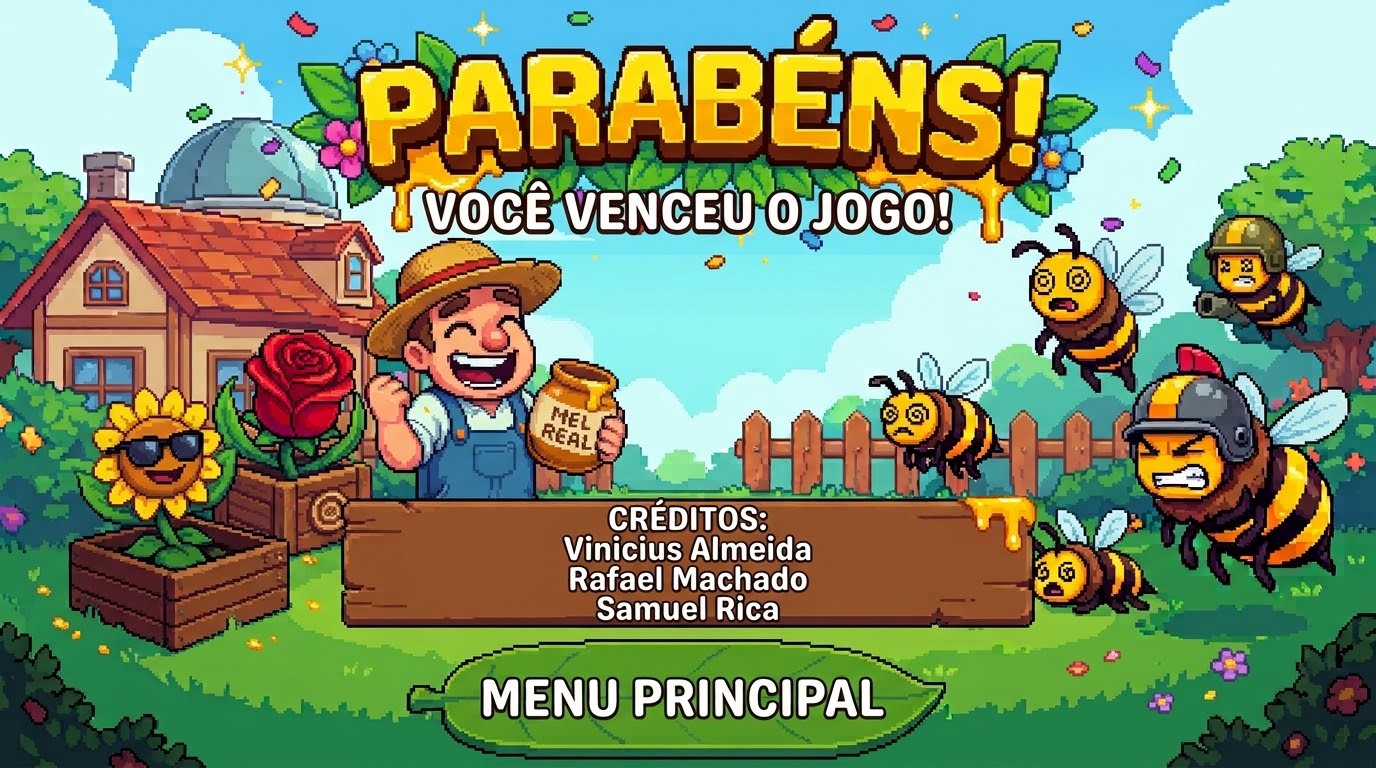 PARABÉNS!
VOCÊ VENCEU O JOGO!
MEL
REAL
CRÉDITOS:
Vinicius Almeida
Rafael Machado
Samuel Rica
MENU PRINCIPAL